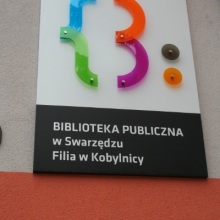 B:
BIBLIOTEKA PUBLICZNA
w Swarzędzu
Filia w Kobylnicy